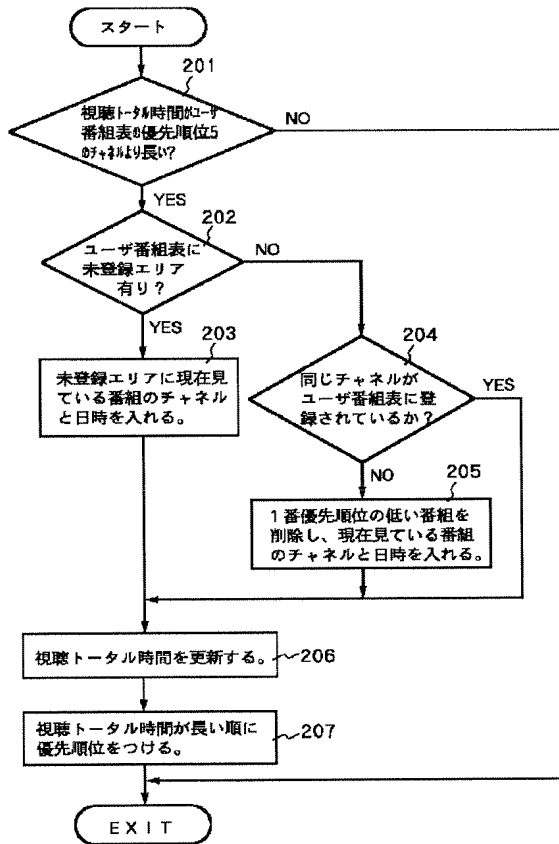 スタート
201
視聴トータル時間がユーザ
番組表の優先順位5
のチャネルより長い？
NO
YES
202
ユーザ番組表に
未登録エリア
有り？
NO
YES
203
未登録エリアに現在見
ている番組のチャネル
と日時を入れる。
204
同じチャネルが
ユーザ番組表に登
録されているか？
YES
NO
205
1番優先順位の低い番組を
削除し、現在見ている番組
のチャネルと日時を入れる。
視聴トータル時間を更新する。
206
視聴トータル時間が長い順に
優先順位をつける。
207
EXIT